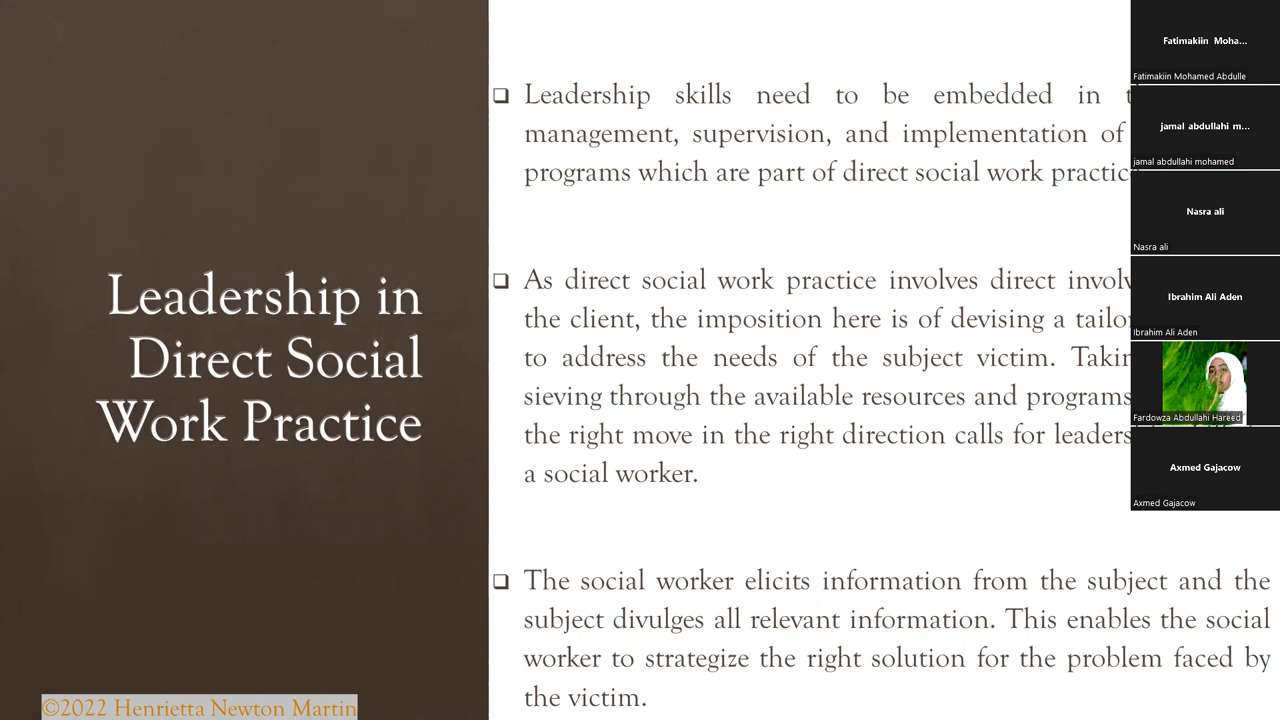 Leadership in
Direct Social
Work Practice
Leadership skills need to be embedded in
management, supervision, and implementation of
programs which are part of direct social work
As direct social work practice involves direct
the client, the imposition here is of devising a
to address the needs of the subject victim.
sieving through the available resources and programs
the right move in the right direction calls for
a social worker.
The social worker elicits information from the subject and the
subject divulges all relevant information. This enables the social
worker to strategize the right solution for the problem faced by
the victim.
©2022 Henrietta Newton Martin
Fatimakiin Moha...
Fatimakiin Mohamed Abdulle
jamal abdullahi m...
jamal abdullahi mohamed
Nasra ali
Nasra ali
Ibrahim Ali Aden
Ibrahim Ali Aden
Fardowza Abdullahi Hareed
Axmed Gajacow
Axmed Gajacow